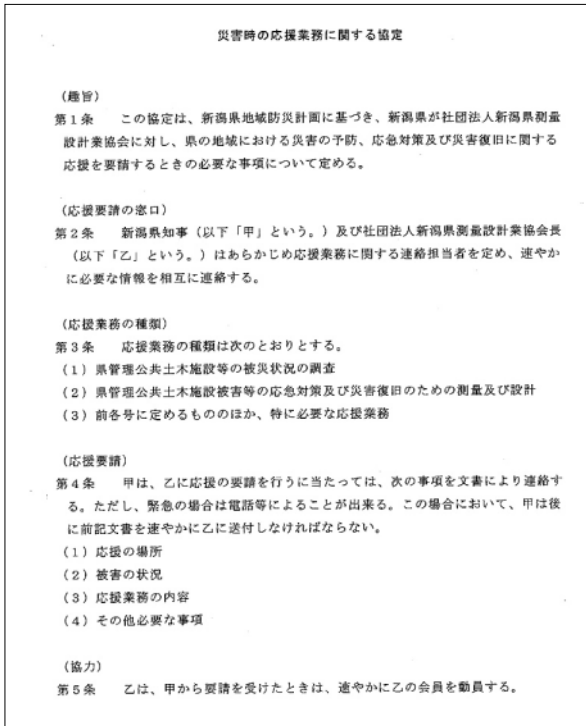 災害時の応援業務に関する協定
（趣旨）
第１条　この協定は、新潟県地域防災計画に基づき、新潟県が社団法人新潟県測量
設計業協会に対し、県の地域における災害の予防、応急対策及び災害復旧に関する
応援を要請するときの必要な事項について定める。
（応援要請の窓口）
第２条　新潟県知事（以下「甲」という。）及び社団法人新潟県測量設計業協会長
（以下「乙」という。）はあらかじめ応援業務に関する連絡担当者を定め、速やか
に必要な情報を相互に連絡する。
（応援業務の種類）
第３条　応援業務の種類は次のとおりとする。
（１）県管理公共土木施設等の被災状況の調査
（２）県管理公共土木施設被害等の応急対策及び災害復旧のための測量及び設計
（３）前各号に定めるもののほか、特に必要な応援業務
（応援要請）
第４条　甲は、乙に応援の要請を行うに当たっては、次の事項を文書により連絡す
る。ただし、緊急の場合は電話等によることが出来る。この場合において、甲は後
に前記文書を速やかに乙に送付しなければならない。
（１）応援の場所
（２）被害の状況
（３）応援業務の内容
（４）その他必要な事項
（協力）
第５条　乙は、甲から要請を受けたときは、速やかに乙の会員を動員する。